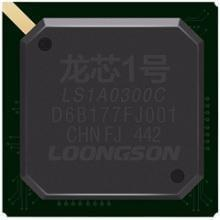 龙芯1号
LS1A0300C
D6B177FJ001
CHN FJ 442
LOONGSON